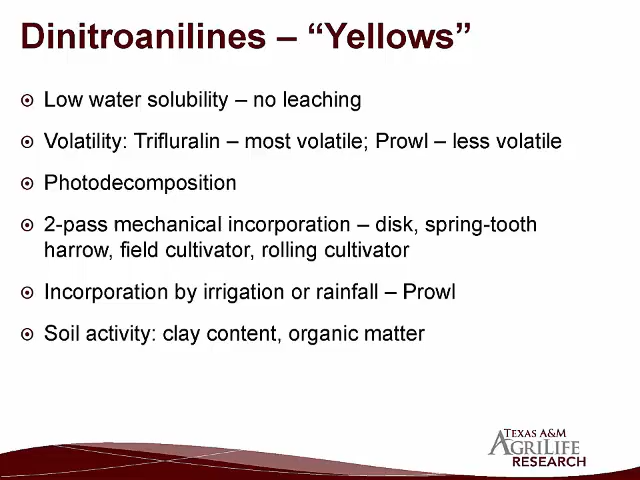 Dinitroanilines – “Yellows”
Low water solubility – no leaching
Volatility: Trifluralin – most volatile; Prowl – less volatile
Photodecomposition
2-pass mechanical incorporation – disk, spring-tooth
harrow, field cultivator, rolling cultivator
Incorporation by irrigation or rainfall – Prowl
Soil activity: clay content, organic matter
TEXAS A&M
AGRILIFE
RESEARCH